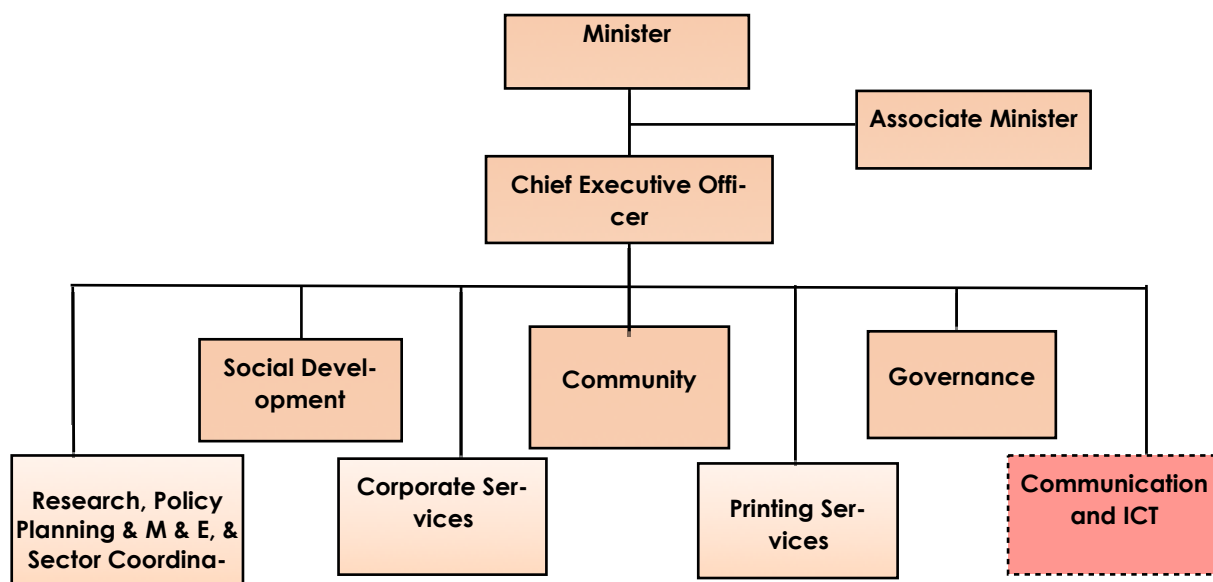 Minister
Associate Minister
Chief Executive Offi-
cer
Social Devel-
opment
Community
Governance
Research, Policy
Planning & M & E, &
Sector Coordina-
Corporate Ser-
vices
Printing Ser-
vices
Communication
and ICT